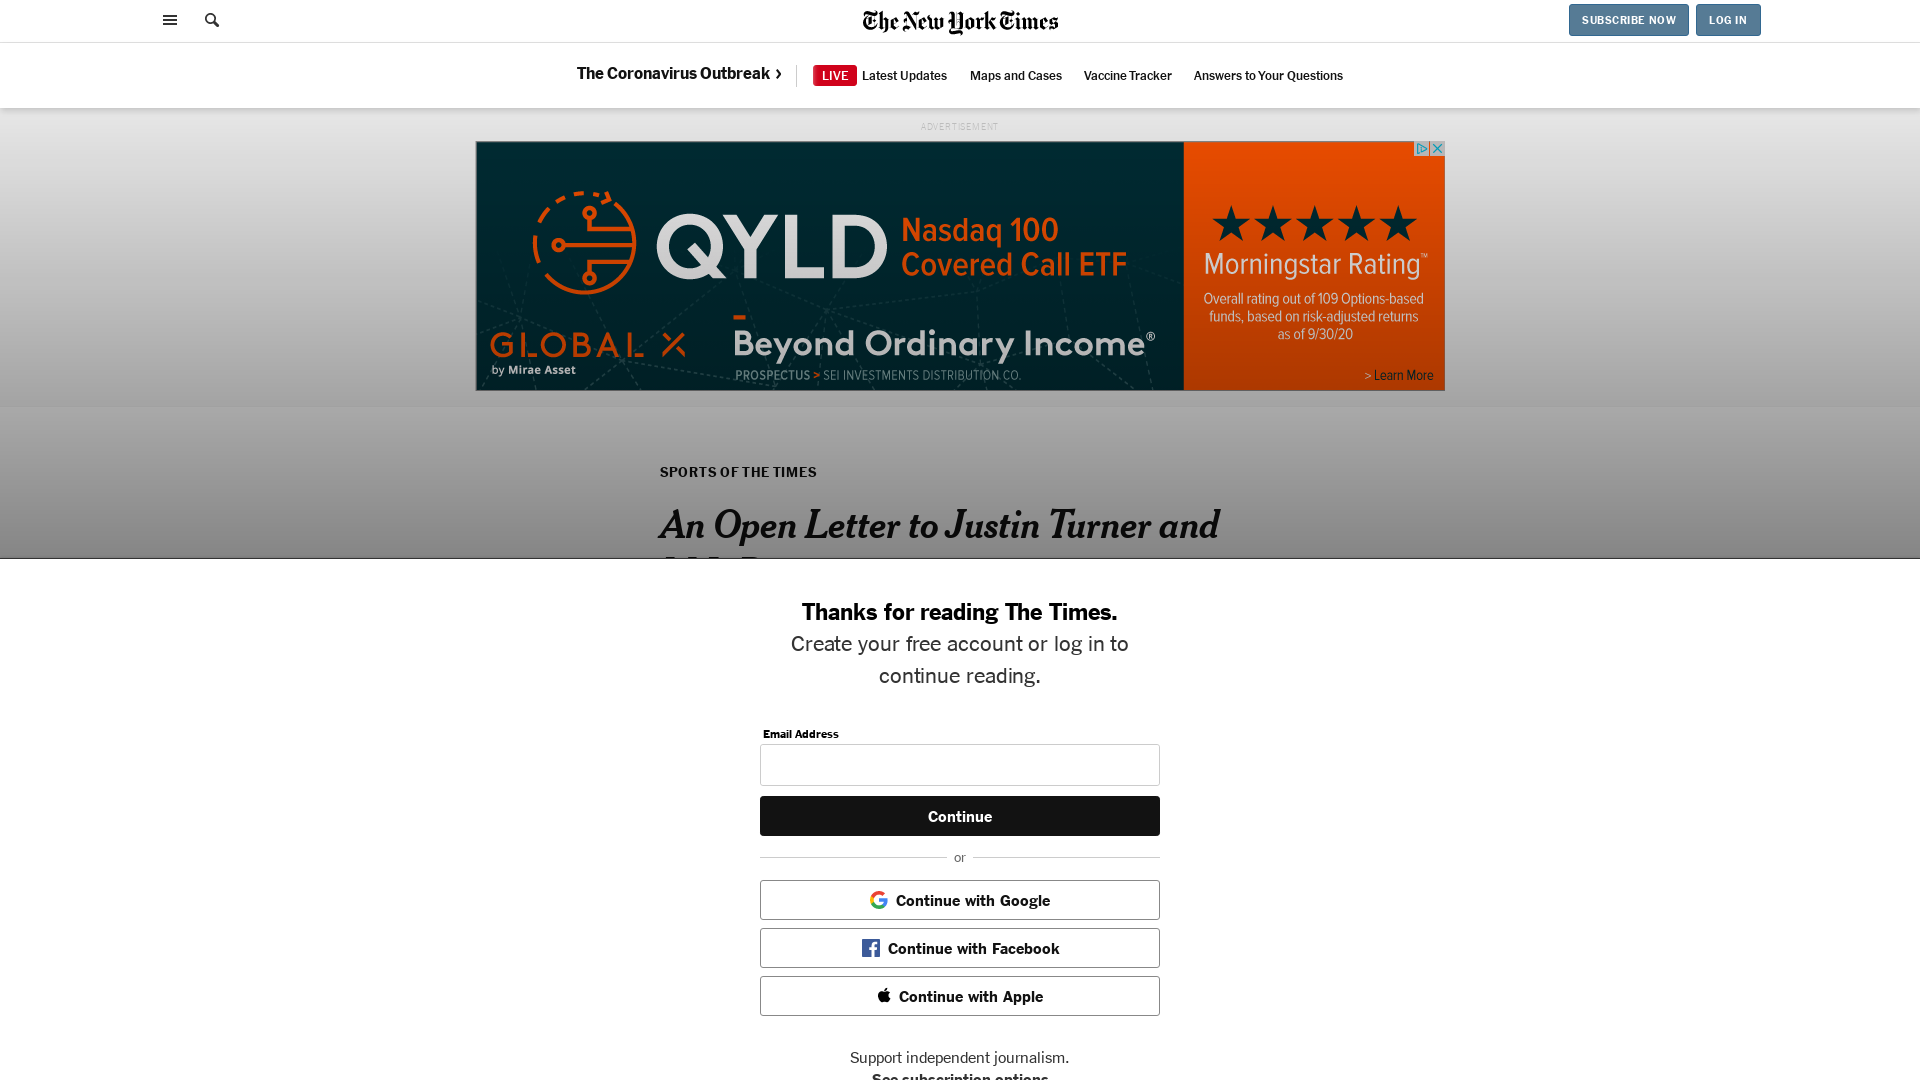 The New York Times
SUBSCRIBE NOW
LOG IN
The Coronavirus Outbreak ›
LIVE Latest Updates
Maps and Cases
Vaccine Tracker
Answers to Your Questions
ADVERTISEMENT
QYLD
Nasdaq 100
Covered Call ETF
GLOBAL X
by Mirae Asset
Beyond Ordinary Income®
PROSPECTUS > SEI INVESTMENTS DISTRIBUTION CO.
★★★★★
Morningstar Rating™
Overall rating out of 109 Options-based
funds, based on risk-adjusted returns
as of 9/30/20
> Learn More
SPORTS OF THE TIMES
An Open Letter to Justin Turner and
Thanks for reading The Times.
Create your free account or log in to
continue reading.
Email Address
Continue
or
Continue with Google
Continue with Facebook
Continue with Apple
Support independent journalism.
See subscription options